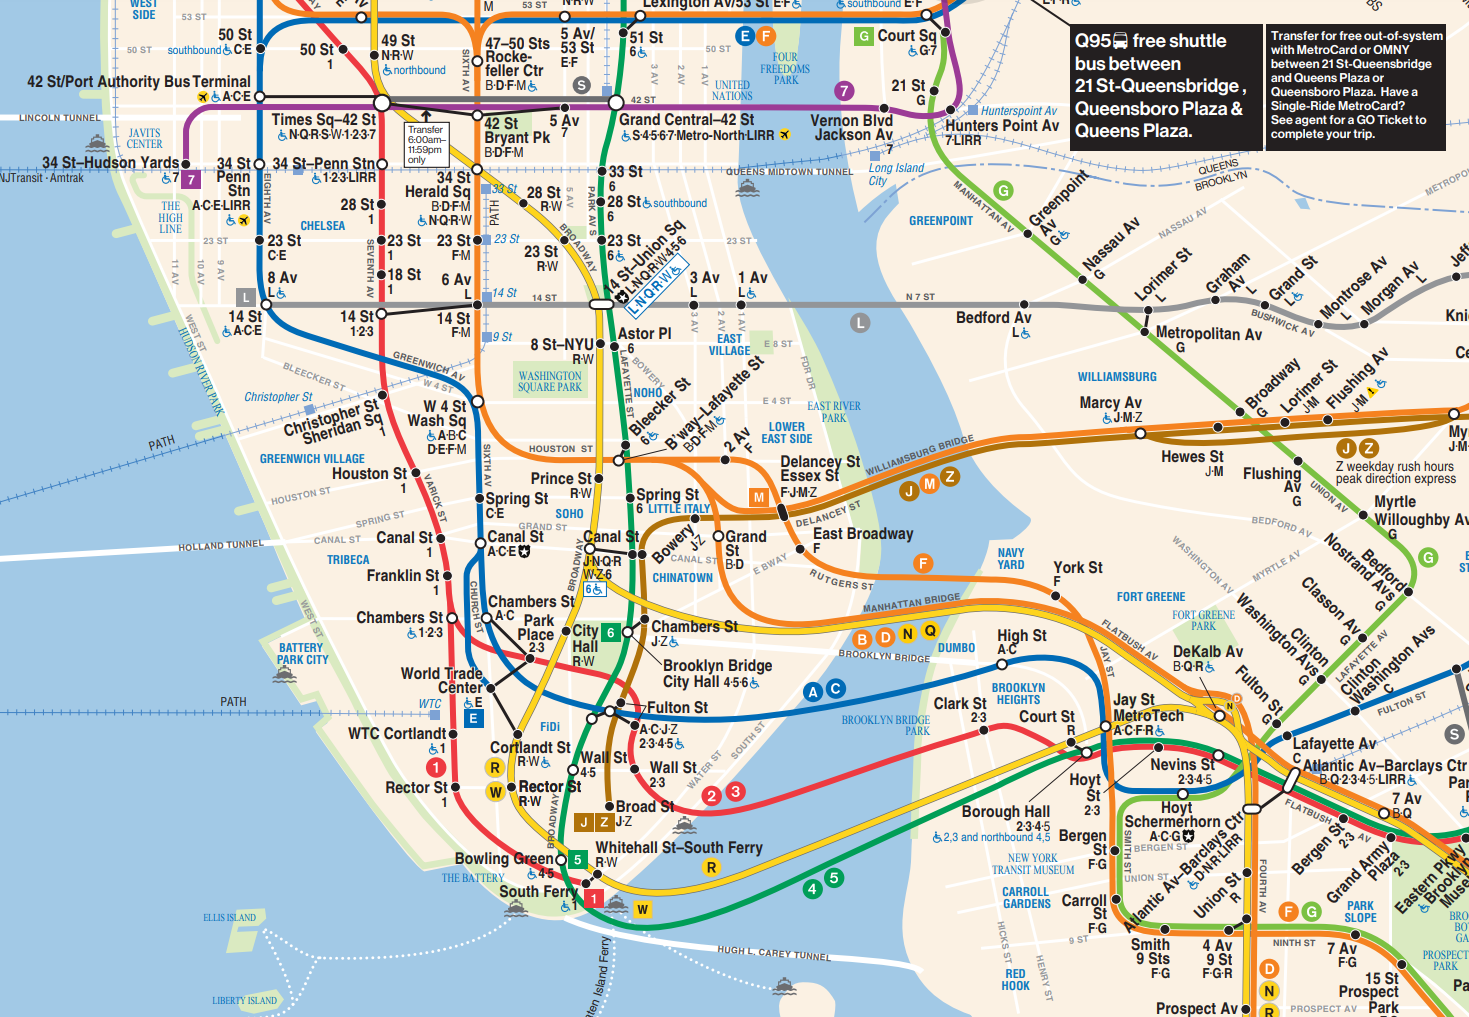 WEST
SIDE
53 ST
M
53 ST
N·R·W
Lexington Av/53 St E·F
southbound E·F
50 St
southbound C·E
50 ST
50 St
1
49 St
N·R·W
northbound
SIXTH AV
47–50 Sts
Rocke-
feller Ctr
B·D·F·M
5 Av/
53 St
E·F
51 St
6
50 ST
3 AV
2 AV
1 AV
E F
FOUR
FREEDOMS
PARK
G Court Sq
G·7
Q95 free shuttle
bus between
21 St-Queensbridge,
Queensboro Plaza &
Queens Plaza.
Transfer for free out-of-system
with MetroCard or OMNY
between 21 St-Queensbridge
and Queens Plaza or
Queensboro Plaza. Have a
Single-Ride MetroCard?
See agent for a GO Ticket to
complete your trip.
42 St/Port Authority Bus Terminal
A·C·E
S
42 ST
UNITED
NATIONS
7
21 St
G
LINCOLN TUNNEL
Times Sq–42 St
N·Q·R·S·W·1·2·3·7
Transfer
6:00am–
11:59pm
only
42 St
Bryant Pk
B·D·F·M
5 Av
7
Grand Central–42 St
S·4·5·6·7·Metro-North·LIRR
Vernon Blvd
Jackson Av
7
Hunterspoint Av
Hunters Point Av
7·LIRR
JAVITS
CENTER
34 St–Hudson Yards
7
7
NJTransit · Amtrak
34 St
Penn
Stn
A·C·E·LIRR
34 St–Penn Stn
1·2·3·LIRR
34 St
Herald Sq
B·D·F·M
N·Q·R·W
33 St
PATH
28 St
R·W
33 St
6
28 St southbound
6
QUEENS MIDTOWN TUNNEL
Long Island
City
QUEENS
BROOKLYN
METROPO
THE
HIGH
LINE
EIGHTH AV
CHELSEA
28 St
1
5 AV
PARK AV S
GREENPOINT
MANHATTAN AV
G
Greenpoint
Av
G
Nassau Av
G
NASSAU AV
23 ST
23 St
C·E
SEVENTH AV
23 St
1
23 St
F·M
23 St
23 St
R·W
BROADWAY
23 St
6
14 St–Union Sq
L·N·Q·R·W·4·5·6
L·N·Q·R·W
23 ST
11 AV
10 AV
9 AV
18 St
1
8 Av
L
6 Av
L
14 St
14 ST
3 Av
L
1 Av
L
3 AV
2 AV
1 AV
L
N 7 ST
Bedford Av
L
Lorimer St
L
Graham
Av
L
Grand St
L
Montrose Av
L
Morgan Av
L
Jeff
BUSHWICK AV
L
14 St
A·C·E
14 St
1·2·3
14 St
F·M
9 St
Metropolitan Av
G
Kni
HUDSON RIVER PARK
WEST ST
GREENWICH AV
8 St–NYU
R·W
Astor Pl
6
EAST
VILLAGE
E 8 ST
BLEECKER ST
W 4 ST
WASHINGTON
SQUARE PARK
LAFAYETTE ST
BOWERY
NOHO
FDR DR
WILLIAMSBURG
Christopher St
Christopher St
Sheridan Sq
1
W 4 St
Wash Sq
A·B·C
D·E·F·M
Bleecker St
6
B'way–Lafayette St
B·D·F·M
E 4 ST
EAST RIVER
PARK
LOWER
EAST SIDE
Marcy Av
J·M·Z
Broadway
G
Lorimer St
J·M
Flushing Av
J·M
Hewes St
J·M
My
J·M
PATH
GREENWICH VILLAGE
HOUSTON ST
2 Av
F
Delancey St
Essex St
F·J·M·Z
WILLIAMSBURG BRIDGE
J M Z
J Z
Z weekday rush hours
peak direction express
Houston St
1
VARICK ST
SIXTH AV
Prince St
R·W
Flushing
Av
G
UNION AV
HOUSTON ST
SPRING ST
CANAL ST
Spring St
C·E
SOHO
Spring St
6
LITTLE ITALY
M
DELANCEY ST
Myrtle
Willoughby Av
G
HOLLAND TUNNEL
Canal St
1
Canal St
A·C·E
GRAND ST
Canal St
J·N·Q·R
W·Z·6
6
Bowery
J·Z
CANAL ST
Grand
St
B·D
E BWAY
East Broadway
F
BEDFORD AV
TRIBECA
Franklin St
1
CHINATOWN
RUTGERS ST
F
NAVY
YARD
York St
F
WASHINGTON AV
MYRTLE AV
Bedford
Nostrand Avs
G
G
WEST ST
Chambers St
1·2·3
CHURCH ST
Chambers St
A·C
BROADWAY
Park
Place
2·3
City
Hall
R·W
6
Chambers St
J·Z
MANHATTAN BRIDGE
B D N Q
FORT GREENE
FORT GREENE
PARK
Classon Av
G
Clinton
Washington Avs
G
LAFAYETTE AV
Clinton
Washington Avs
C
BATTERY
PARK CITY
World Trade
Center
E
E
Brooklyn Bridge
City Hall 4·5·6
BROOKLYN BRIDGE
DUMBO
High St
A·C
FLATBUSH AV
JAY ST
DeKalb Av
B·Q·R
Fulton St
G
FULTON ST
PATH
WTC
WTC Cortlandt
1
FiDi
Cortlandt St
R·W
Fulton St
A·C·J·Z
2·3·4·5
A C
BROOKLYN
HEIGHTS
BROOKLYN BRIDGE
PARK
Clark St
2·3
Court St
R
Jay St
MetroTech
A·C·F·R
D
N
S
Lafayette Av
C
1
R
W
Wall St
4·5
Wall St
2·3
WATER ST
SOUTH ST
Nevins St
2·3·4·5
Atlantic Av–Barclays Ctr
B·Q·2·3·4·5·LIRR
Rector St
1
Rector St
R·W
Broad St
J·Z
J Z
2 3
Borough Hall
2·3·4·5
2,3 and northbound 4,5
Hoyt
St
2·3
Hoyt
Schermerhorn
A·C·G
FLATBUSH AV
7 Av
B·Q
BROADWAY
Whitehall St–South Ferry
R·W
Bergen
St
F·G
SMITH ST
BERGEN ST
Atlantic Av–Barclays Ctr
D·N·R·LIRR
Bergen St
2·3
Grand Army
Plaza
2·3
Eastern Pkwy
Brooklyn
Muse
Bowling Green
4·5
5
THE BATTERY
South Ferry
1
1
R
W
4 5
NEW YORK
TRANSIT MUSEUM
CARROLL
GARDENS
UNION ST
Union St
R
FOURTH AV
Carroll
St
F·G
F G
PARK
SLOPE
ELLIS ISLAND
HUGH L. CAREY TUNNEL
HICKS ST
HENRY ST
9 ST
Smith
9 Sts
F·G
4 Av
9 St
F·G·R
NINTH ST
7 Av
F·G
PROSPECT
PARK
RED
HOOK
15 St
Prospect
Park
D
N
R
Prospect Av
PROSPECT AV
LIBERTY ISLAND
ten Island Ferry